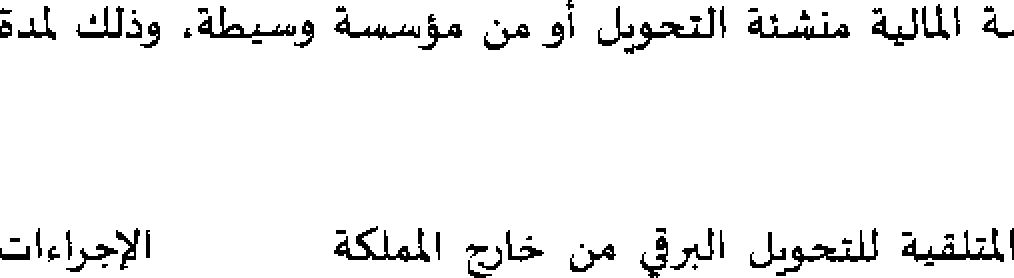 ـة المالية منشئة التحويل أو من مؤسسة وسيطة، وذلك لمدة
المتلقية للتحويل البرقي من خارج المملكة الإجراءات